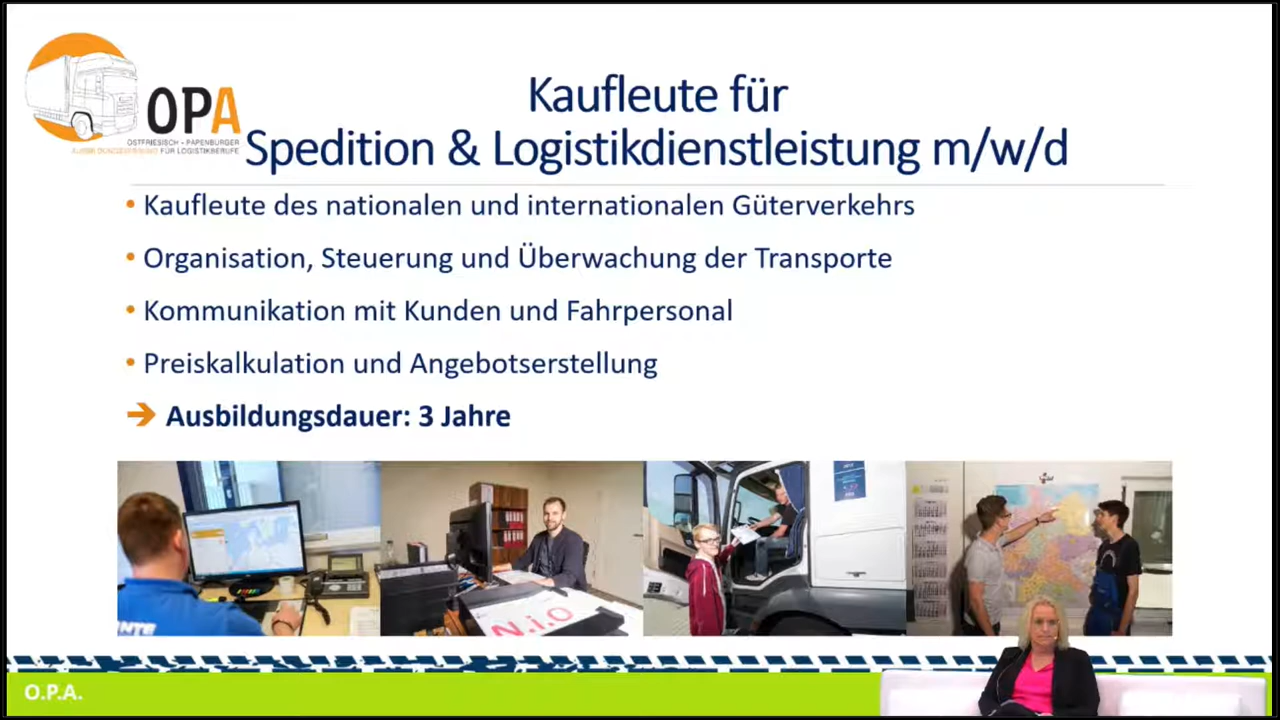 OPA
OSTFRIESISCH - PAPENBURGER
AUSBILDUNGSVERBUND FÜR LOGISTIKBERUFE
Kaufleute für
Spedition & Logistikdienstleistung m/w/d
• Kaufleute des nationalen und internationalen Güterverkehrs
• Organisation, Steuerung und Überwachung der Transporte
• Kommunikation mit Kunden und Fahrpersonal
• Preiskalkulation und Angebotserstellung
➔ Ausbildungsdauer: 3 Jahre
N.i.O
O.P.A.